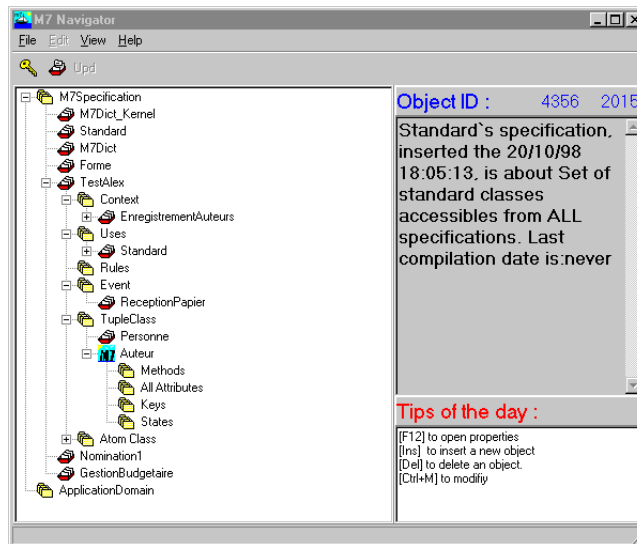 M7 Navigator
File Edit View Help
Upd
M7Specification
M7Dict_Kernel
Standard
M7Dict
Forme
TestAlex
Context
EnregistrementAuteurs
Uses
Standard
Rules
Event
ReceptionPapier
TupleClass
Personne
M7 Auteur
Methods
All Attributes
Keys
States
Atom Class
Nomination1
GestionBudgetaire
ApplicationDomain
Object ID : 4356 2015
Standard`s specification,
inserted the 20/10/98
18:05:13, is about Set of
standard classes
accessibles from ALL
specifications. Last
compilation date is:never
Tips of the day :
[F12] to open properties
[Ins] to insert a new object
[Del] to delete an object.
[Ctrl+M] to modifiy